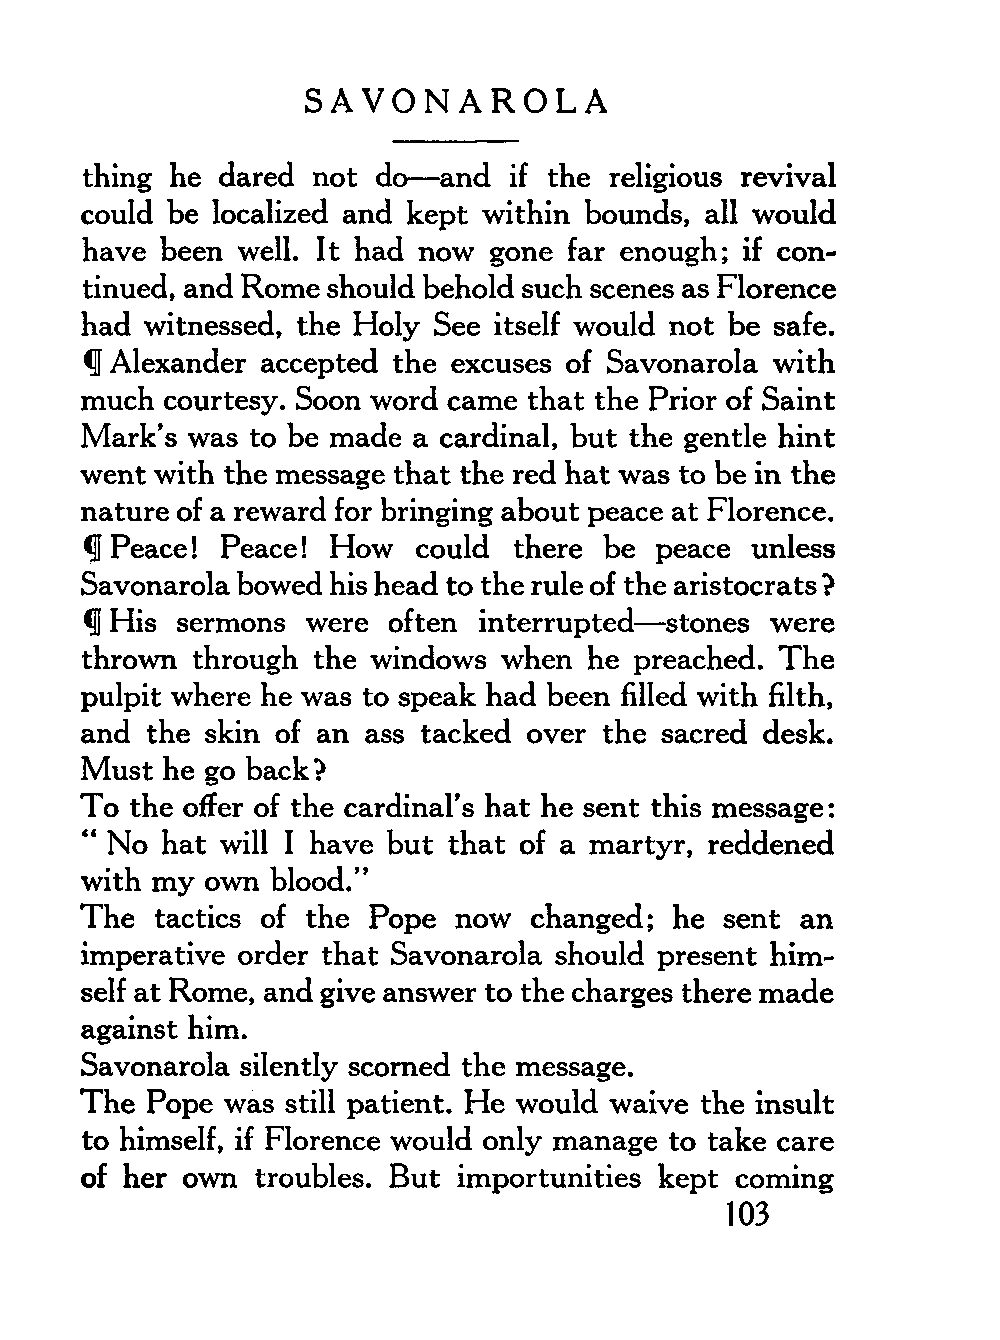 SAVONAROLA
thing he dared not do—and if the religious revival
could be localized and kept within bounds, all would
have been well. It had now gone far enough; if con-
tinued, and Rome should behold such scenes as Florence
had witnessed, the Holy See itself would not be safe.
¶ Alexander accepted the excuses of Savonarola with
much courtesy. Soon word came that the Prior of Saint
Mark's was to be made a cardinal, but the gentle hint
went with the message that the red hat was to be in the
nature of a reward for bringing about peace at Florence.
¶ Peace! Peace! How could there be peace unless
Savonarola bowed his head to the rule of the aristocrats?
¶ His sermons were often interrupted—stones were
thrown through the windows when he preached. The
pulpit where he was to speak had been filled with filth,
and the skin of an ass tacked over the sacred desk.
Must he go back?
To the offer of the cardinal's hat he sent this message:
“ No hat will I have but that of a martyr, reddened
with my own blood.”
The tactics of the Pope now changed; he sent an
imperative order that Savonarola should present him-
self at Rome, and give answer to the charges there made
against him.
Savonarola silently scorned the message.
The Pope was still patient. He would waive the insult
to himself, if Florence would only manage to take care
of her own troubles. But importunities kept coming
103